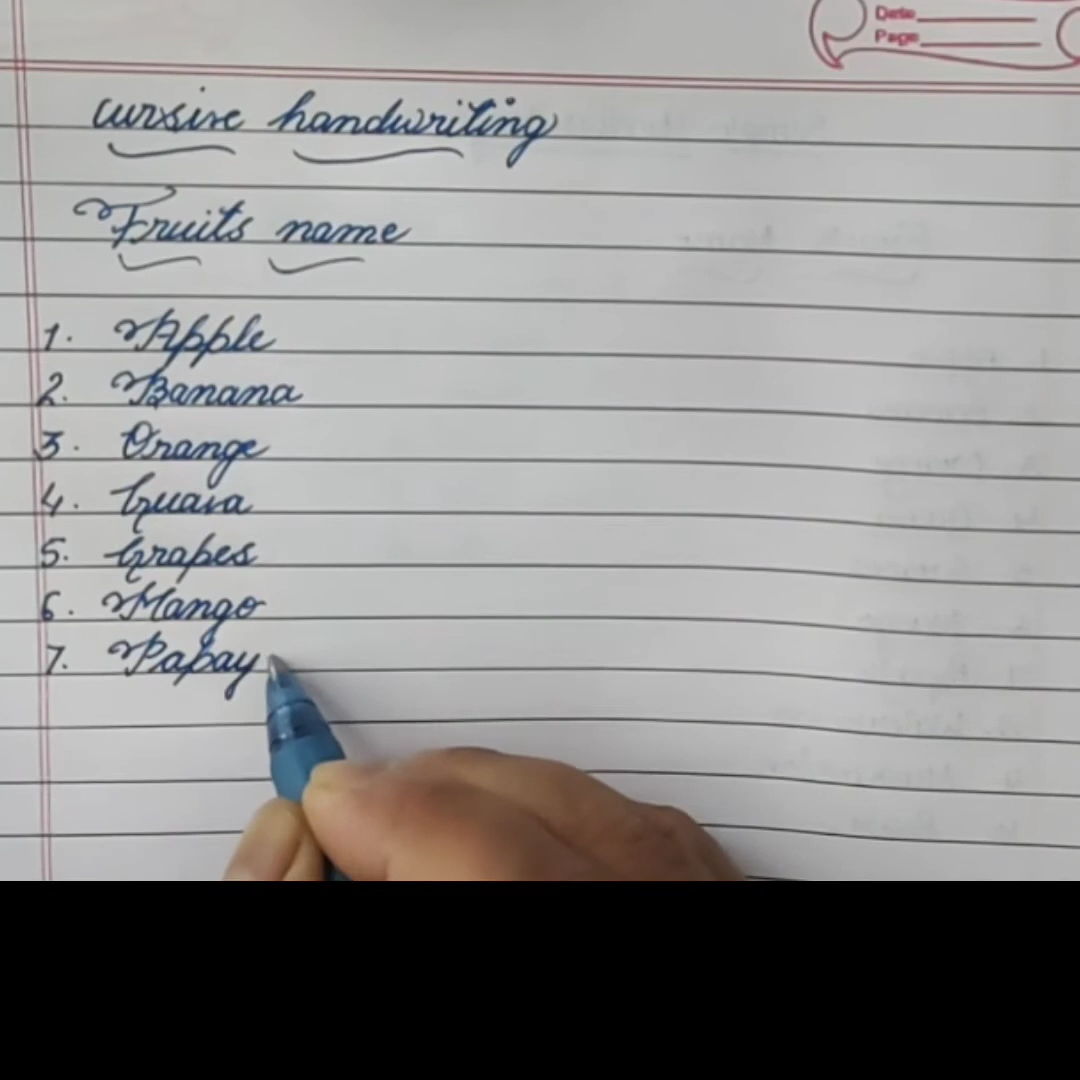 Date
Page
cursive handwriting
Fruits name
1. Apple
2. Banana
3. Orange
4. Guava
5. Grapes
6. Mango
7. Papay